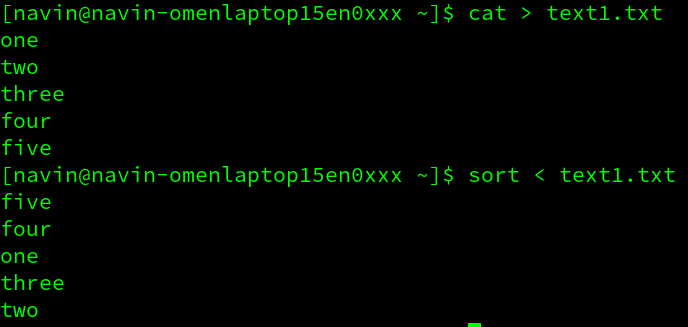 [navin@navin-omenlaptop15en0xxx ~]$ cat > text1.txt
one
two
three
four
five
[navin@navin-omenlaptop15en0xxx ~]$ sort < text1.txt
five
four
one
three
two